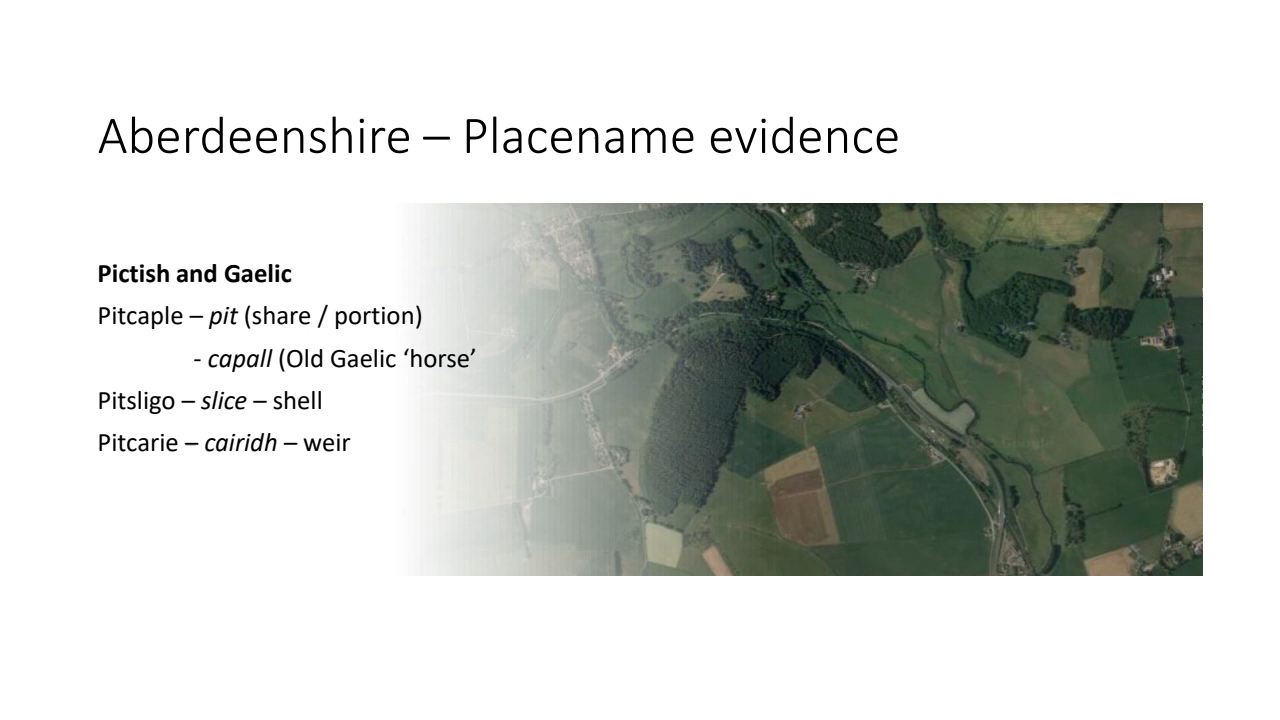 Aberdeenshire – Placename evidence
Pictish and Gaelic
Pitcaple – pit (share / portion)
- capall (Old Gaelic ‘horse’
Pitsligo – slice – shell
Pitcarie – cairidh – weir
Google